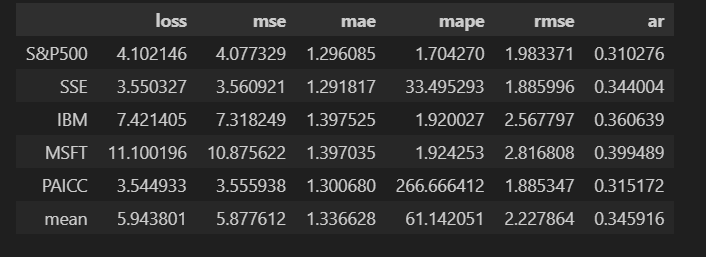 loss mse mae mape rmse ar
S&P500 4.102146 4.077329 1.296085 1.704270 1.983371 0.310276
SSE 3.550327 3.560921 1.291817 33.495293 1.885996 0.344004
IBM 7.421405 7.318249 1.397525 1.920027 2.567797 0.360639
MSFT 11.100196 10.875622 1.397035 1.924253 2.816808 0.399489
PAICC 3.544933 3.555938 1.300680 266.666412 1.885347 0.315172
mean 5.943801 5.877612 1.336628 61.142051 2.227864 0.345916